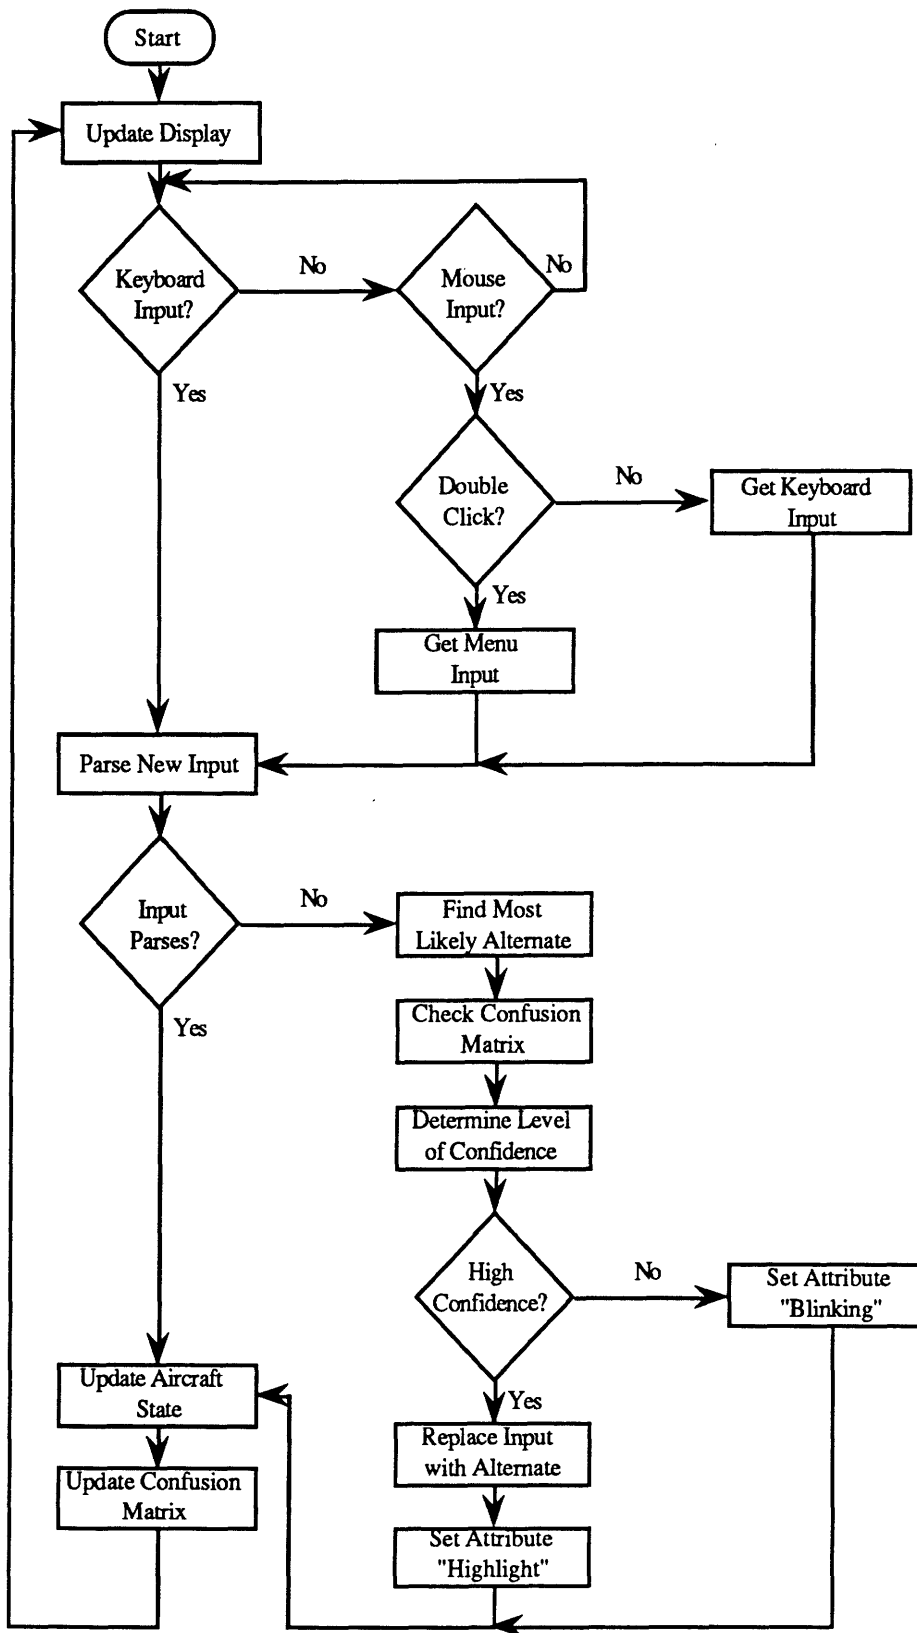 Start
Update Display
Keyboard
Input?
No
Mouse
Input?
No
Yes
Yes
Double
Click?
No
Get Keyboard
Input
Yes
Get Menu
Input
Parse New Input
Input
Parses?
No
Find Most
Likely Alternate
Yes
Check Confusion
Matrix
Determine Level
of Confidence
High
Confidence?
No
Set Attribute
"Blinking"
Update Aircraft
State
Yes
Replace Input
with Alternate
Update Confusion
Matrix
Set Attribute
"Highlight"